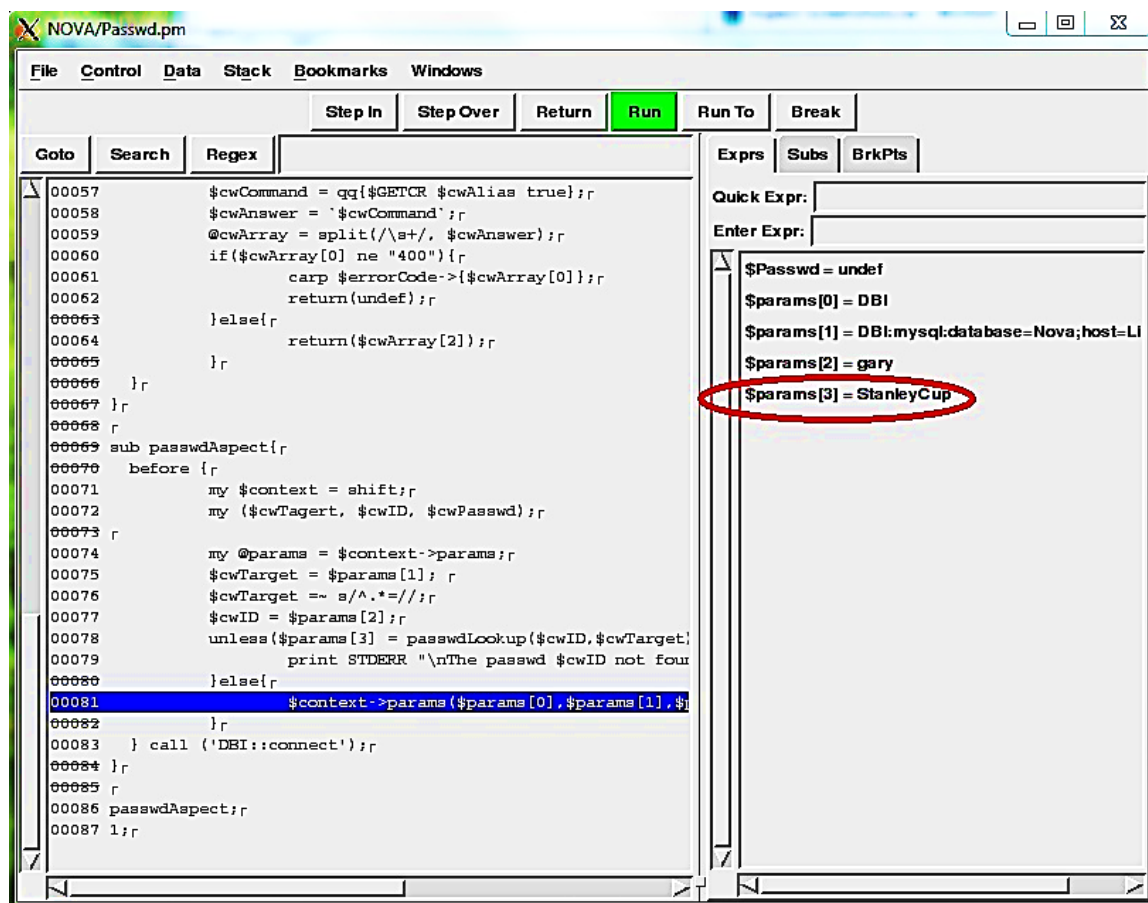 NOVA/Passwd.pm
File Control Data Stack Bookmarks Windows
Step In Step Over Return Run Run To Break
Goto Search Regex
Exprs Subs BrkPts
Quick Expr:
Enter Expr:
00057 $cwCommand = qq{$GETCR $cwAlias true};
00058 $cwAnswer = `$cwCommand`;
00059 @cwArray = split(/\s+/, $cwAnswer);
00060 if($cwArray[0] ne "400"){
00061 carp $errorCode->{$cwArray[0]};
00062 return(undef);
00063 }else{
00064 return($cwArray[2]);
00065 }
00066 }
00067 }
00068
00069 sub passwdAspect{
00070 before {
00071 my $context = shift;
00072 my ($cwTagert, $cwID, $cwPasswd);
00073
00074 my @params = $context->params;
00075 $cwTarget = $params[1];
00076 $cwTarget =~ s/^.*=//;
00077 $cwID = $params[2];
00078 unless($params[3] = passwdLookup($cwID,$cwTarget)
00079 print STDERR "\nThe passwd $cwID not four
00080 }else{
00081 $context->params($params[0],$params[1],$p
00082 }
00083 } call ('DBI::connect');
00084 }
00085
00086 passwdAspect;
00087 1;
$Passwd = undef
$params[0] = DBI
$params[1] = DBI:mysql:database=Nova;host=Li
$params[2] = gary
$params[3] = StanleyCup